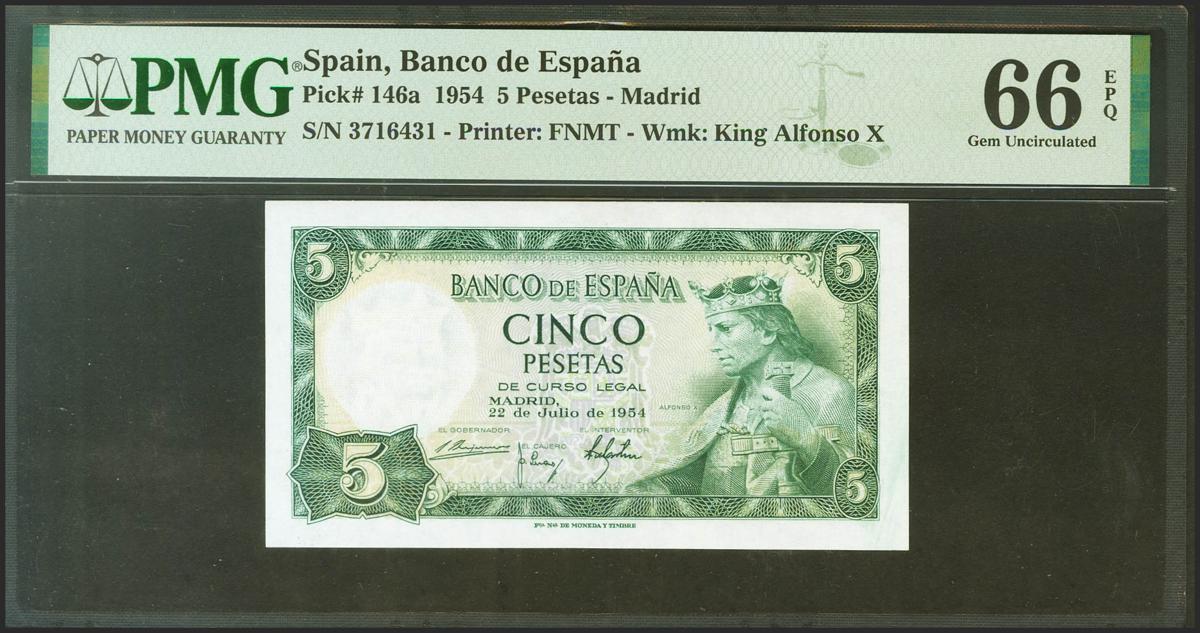 PMG®
PAPER MONEY GUARANTY
Spain, Banco de España
Pick# 146a 1954 5 Pesetas - Madrid
S/N 3716431 - Printer: FNMT - Wmk: King Alfonso X
66
EPQ
Gem Uncirculated
5
5
BANCO DE ESPAÑA
CINCO
PESETAS
DE CURSO LEGAL
MADRID,
22 de Julio de 1954
ALFONSO X
EL GOBERNADOR
EL INTERVENTOR
EL CAJERO
5
5
Fca. Nal. DE MONEDA Y TIMBRE